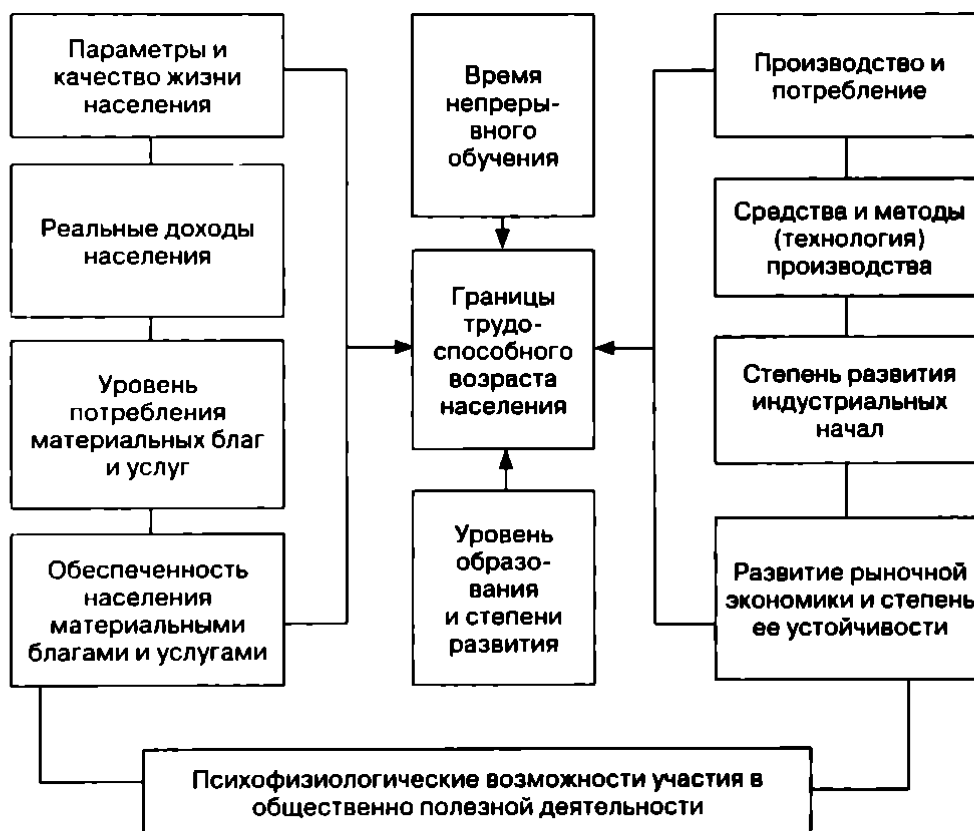 Параметры и
качество жизни
населения
Реальные доходы
населения
Уровень
потребления
материальных благ
и услуг
Обеспеченность
населения
материальными
благами и услугами
Время
непреры-
вного
обучения
Границы
трудо-
способного
возраста
населения
Уровень
образо-
вания
и степени
развития
Производство и
потребление
Средства и методы
(технология)
производства
Степень развития
индустриальных
начал
Развитие рыночной
экономики и степень
ее устойчивости
Психофизиологические возможности участия в
общественно полезной деятельности